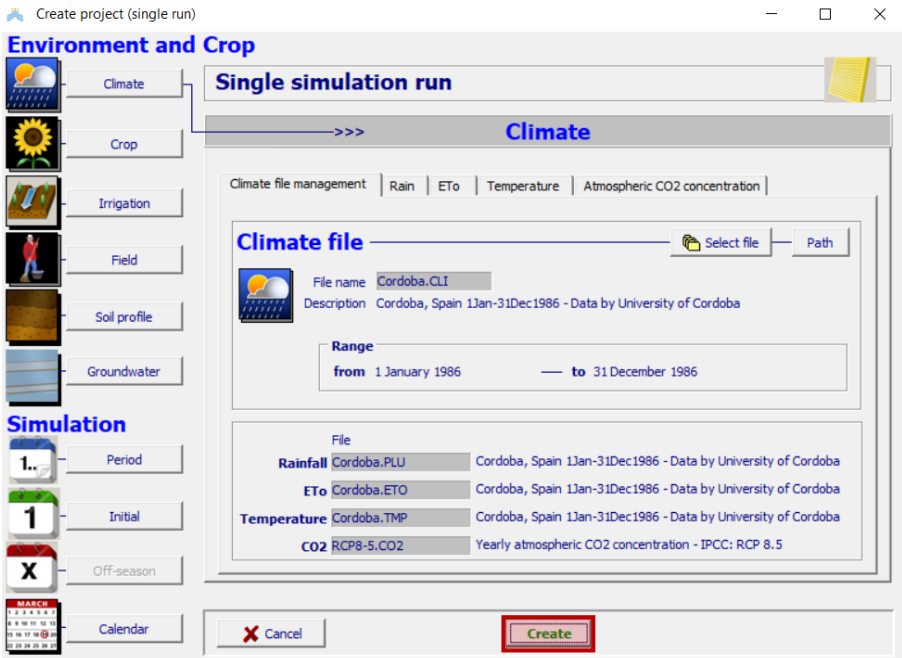 Create project (single run)
Environment and Crop
Climate
Crop
Irrigation
Field
Soil profile
Groundwater
Simulation
1..
Period
1
Initial
X
Off-season
MARCH
Calendar
Single simulation run
>>>
Climate
Climate file management
Rain
ETo
Temperature
Atmospheric CO2 concentration
Climate file
Select file
Path
File name Cordoba.CLI
Description Cordoba, Spain 1Jan-31Dec1986 - Data by University of Cordoba
Range
from 1 January 1986 to 31 December 1986
File
Rainfall Cordoba.PLU Cordoba, Spain 1Jan-31Dec1986 - Data by University of Cordoba
ETo Cordoba.ETO Cordoba, Spain 1Jan-31Dec1986 - Data by University of Cordoba
Temperature Cordoba.TMP Cordoba, Spain 1Jan-31Dec1986 - Data by University of Cordoba
CO2 RCP8-5.CO2 Yearly atmospheric CO2 concentration - IPCC: RCP 8.5
Cancel
Create